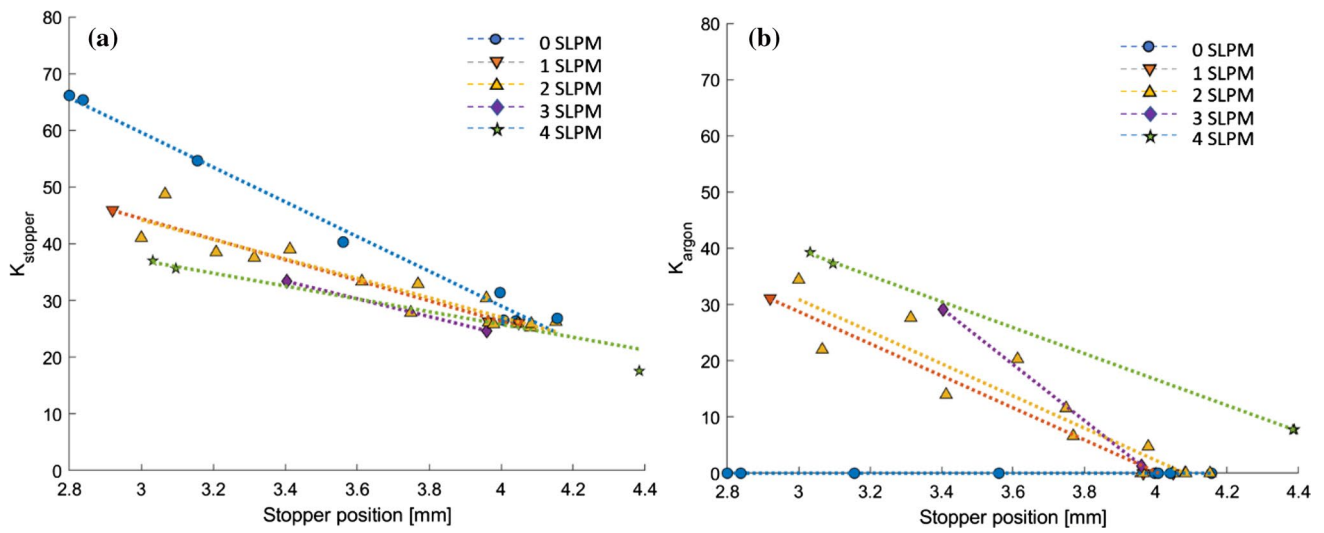 (a)
80
70
60
50
40
30
20
10
0
K_stopper
2.8 3 3.2 3.4 3.6 3.8 4 4.2 4.4
Stopper position [mm]
0 SLPM
1 SLPM
2 SLPM
3 SLPM
4 SLPM
(b)
80
70
60
50
40
30
20
10
0
K_argon
2.8 3 3.2 3.4 3.6 3.8 4 4.2 4.4
Stopper position [mm]
0 SLPM
1 SLPM
2 SLPM
3 SLPM
4 SLPM